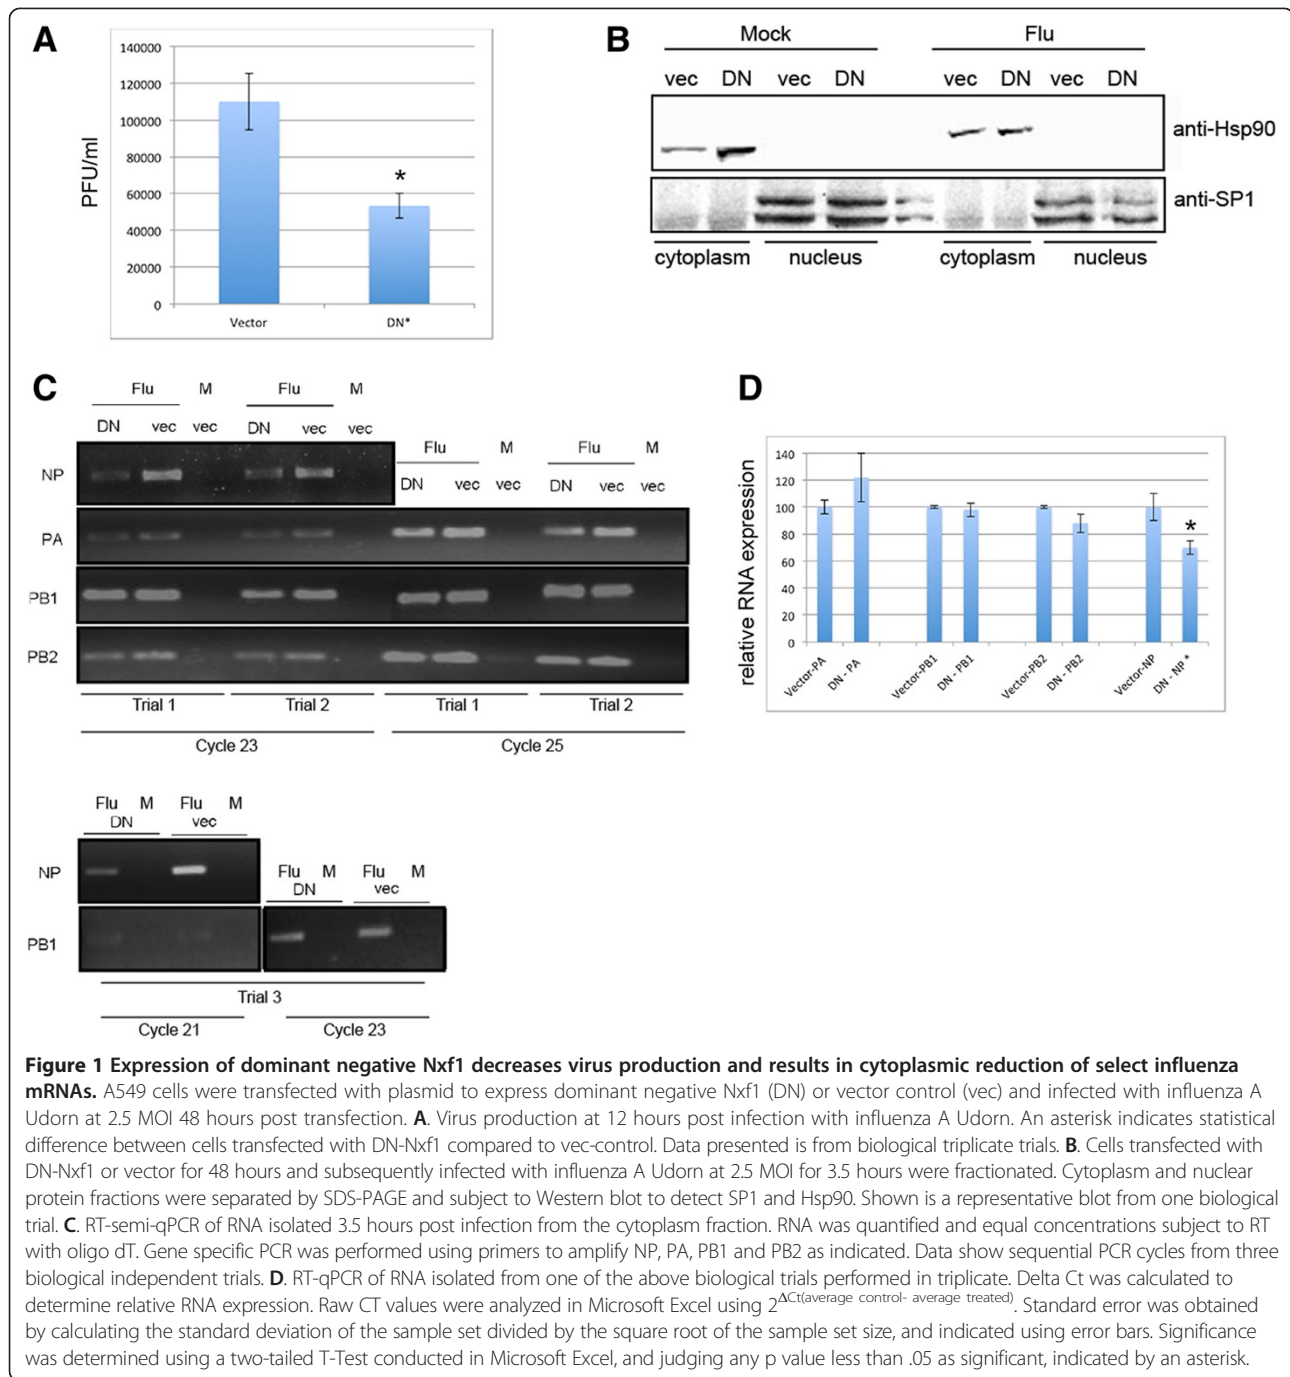 A
140000
120000
100000
80000
60000
40000
20000
0
PFU/ml
*
Vector
DN*
B
Mock
Flu
vec DN vec DN
vec DN vec DN
anti-Hsp90
anti-SP1
cytoplasm nucleus
cytoplasm nucleus
C
Flu M Flu M
DN vec vec DN vec vec
Flu M Flu M
DN vec vec DN vec vec
NP
PA
PB1
PB2
Trial 1 Trial 2 Trial 1 Trial 2
Cycle 23 Cycle 25
Flu M Flu M
DN vec
NP
Flu M Flu M
DN vec
PB1
Trial 3
Cycle 21 Cycle 23
D
140
120
100
80
60
40
20
0
relative RNA expression
*
Vector-PA
DN - PA
Vector-PB1
DN - PB1
Vector-PB2
DN - PB2
Vector-NP
DN - NP*
Figure 1 Expression of dominant negative Nxf1 decreases virus production and results in cytoplasmic reduction of select influenza
mRNAs. A549 cells were transfected with plasmid to express dominant negative Nxf1 (DN) or vector control (vec) and infected with influenza A
Udorn at 2.5 MOI 48 hours post transfection. A. Virus production at 12 hours post infection with influenza A Udorn. An asterisk indicates statistical
difference between cells transfected with DN-Nxf1 compared to vec-control. Data presented is from biological triplicate trials. B. Cells transfected with
DN-Nxf1 or vector for 48 hours and subsequently infected with influenza A Udorn at 2.5 MOI for 3.5 hours were fractionated. Cytoplasm and nuclear
protein fractions were separated by SDS-PAGE and subject to Western blot to detect SP1 and Hsp90. Shown is a representative blot from one biological
trial. C. RT-semi-qPCR of RNA isolated 3.5 hours post infection from the cytoplasm fraction. RNA was quantified and equal concentrations subject to RT
with oligo dT. Gene specific PCR was performed using primers to amplify NP, PA, PB1 and PB2 as indicated. Data show sequential PCR cycles from three
biological independent trials. D. RT-qPCR of RNA isolated from one of the above biological trials performed in triplicate. Delta Ct was calculated to
determine relative RNA expression. Raw CT values were analyzed in Microsoft Excel using 2^ΔCt(average control- average treated). Standard error was obtained
by calculating the standard deviation of the sample set divided by the square root of the sample set size, and indicated using error bars. Significance
was determined using a two-tailed T-Test conducted in Microsoft Excel, and judging any p value less than .05 as significant, indicated by an asterisk.